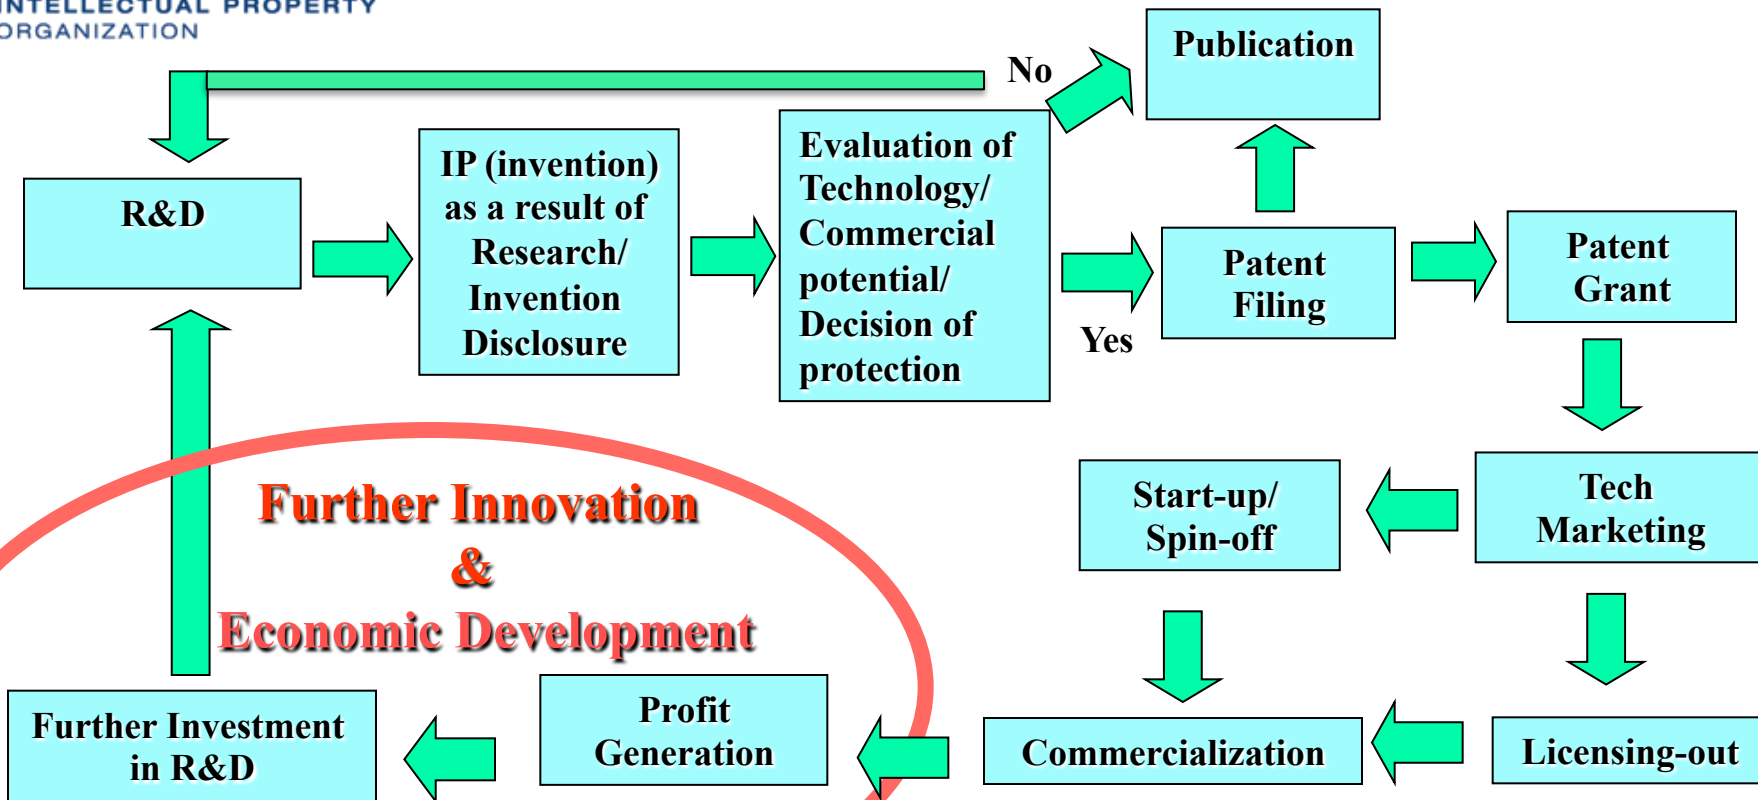 INTELLECTUAL PROPERTY
ORGANIZATION
No
Publication
R&D
IP (invention)
as a result of
Research/
Invention
Disclosure
Evaluation of
Technology/
Commercial
potential/
Decision of
protection
Yes
Patent
Filing
Patent
Grant
Tech
Marketing
Start-up/
Spin-off
Further Innovation
&
Economic Development
Further Investment
in R&D
Profit
Generation
Commercialization
Licensing-out